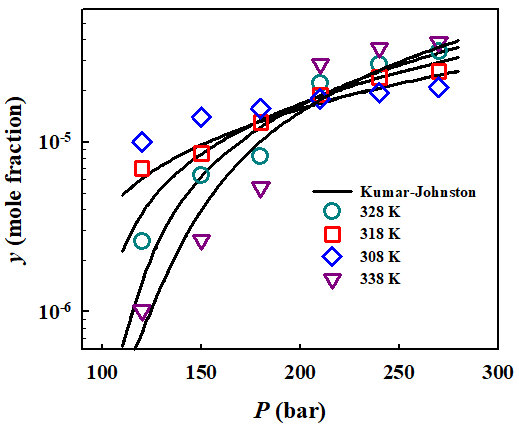 y (mole fraction)
10⁻⁵
10⁻⁶
Kumar-Johnston
328 K
318 K
308 K
338 K
100 150 200 250 300
P (bar)